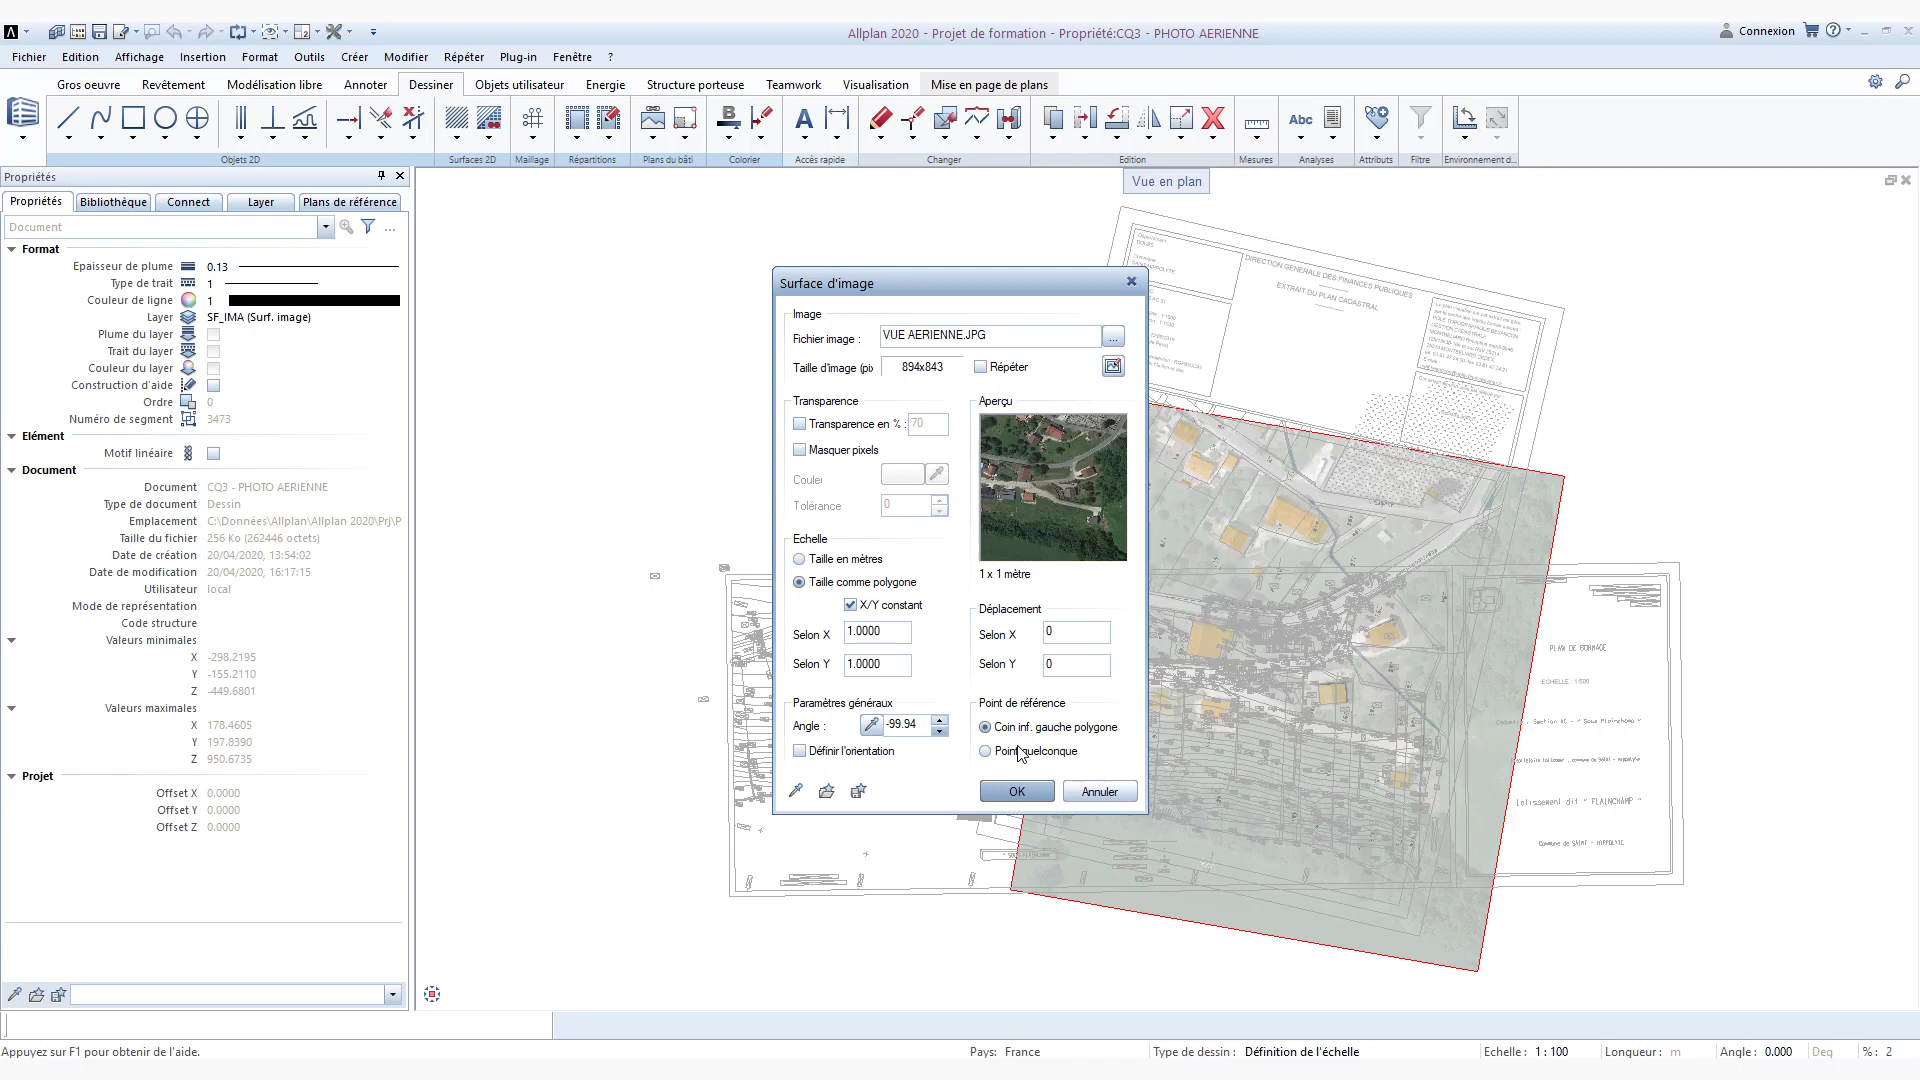 Allplan 2020 - Projet de formation - Propriété:CQ3 - PHOTO AERIENNE
Connexion
Fichier Edition Affichage Insertion Format Outils Créer Modifier Répéter Plug-in Fenêtre ?
Gros oeuvre Revêtement Modélisation libre Annoter Dessiner Objets utilisateur Energie Structure porteuse Teamwork Visualisation Mise en page de plans
Objets 2D Surfaces 2D Maillage Répartitions Plans du bâti Colorier Accès rapide Changer Edition Mesures Analyses Attributs Filtre Environnement d...
Abc
Propriétés
Vue en plan
Propriétés Bibliothèque Connect Layer Plans de référence
Document
Format
Epaisseur de plume 0.13
Type de trait 1
Couleur de ligne 1
Layer SF_IMA (Surf. image)
Plume du layer
Trait du layer
Couleur du layer
Construction d'aide
Ordre 0
Numéro de segment 3473
Elément
Motif linéaire
Document
Document CQ3 - PHOTO AERIENNE
Type de document Dessin
Emplacement C:\Données\Allplan\Allplan 2020\Prj\P
Taille du fichier 256 Ko (262446 octets)
Date de création 20/04/2020, 13:54:02
Date de modification 20/04/2020, 16:17:15
Utilisateur local
Mode de représentation
Code structure
Valeurs minimales
X -298.2195
Y -155.2110
Z -449.6801
Valeurs maximales
X 178.4605
Y 197.8390
Z 950.6735
Projet
Offset X 0.0000
Offset Y 0.0000
Offset Z 0.0000
Surface d'image
Image
Fichier image : VUE AERIENNE.JPG ...
Taille d'image (pix 894x843 Répéter
Transparence Aperçu
Transparence en % : 70
Masquer pixels
Couler
Tolérance 0
Echelle
Taille en mètres
1 x 1 mètre
Taille comme polygone
X/Y constant
Déplacement
Selon X 1.0000 Selon X 0
Selon Y 1.0000 Selon Y 0
Paramètres généraux Point de référence
Angle : -99.94 Coin inf. gauche polygone
Définir l'orientation Point quelconque
OK Annuler
DIRECTION GENERALE DES FINANCES PUBLIQUES
EXTRAIT DU PLAN CADASTRAL
PLAN DE BORNAGE
ECHELLE : 1/500
Lotissement dit " PLAINCHAMP "
Commune de SAINT - HIPPOLYTE
Appuyez sur F1 pour obtenir de l'aide. Pays: France Type de dessin : Définition de l'échelle Echelle : 1 : 100 Longueur : m Angle : 0.000 Deg % : 2